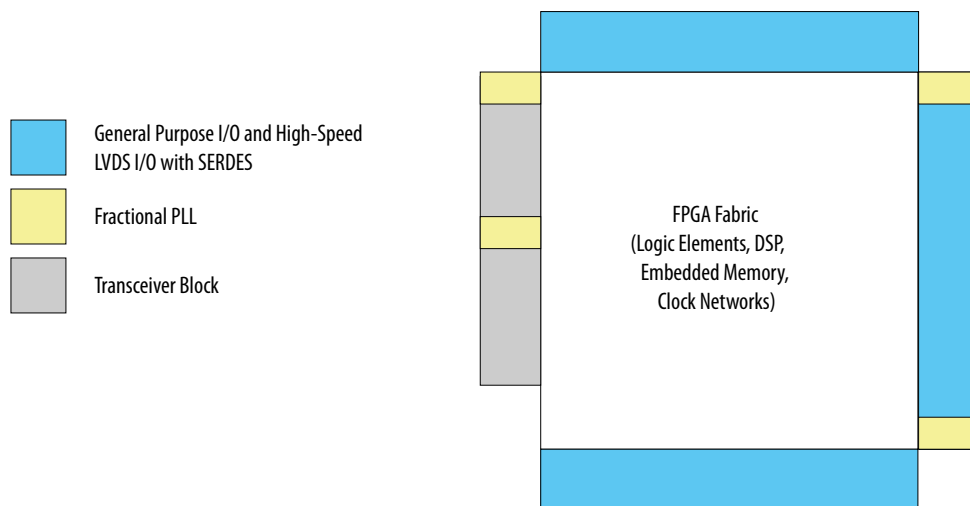 General Purpose I/O and High-Speed
LVDS I/O with SERDES
Fractional PLL
Transceiver Block
FPGA Fabric
(Logic Elements, DSP,
Embedded Memory,
Clock Networks)